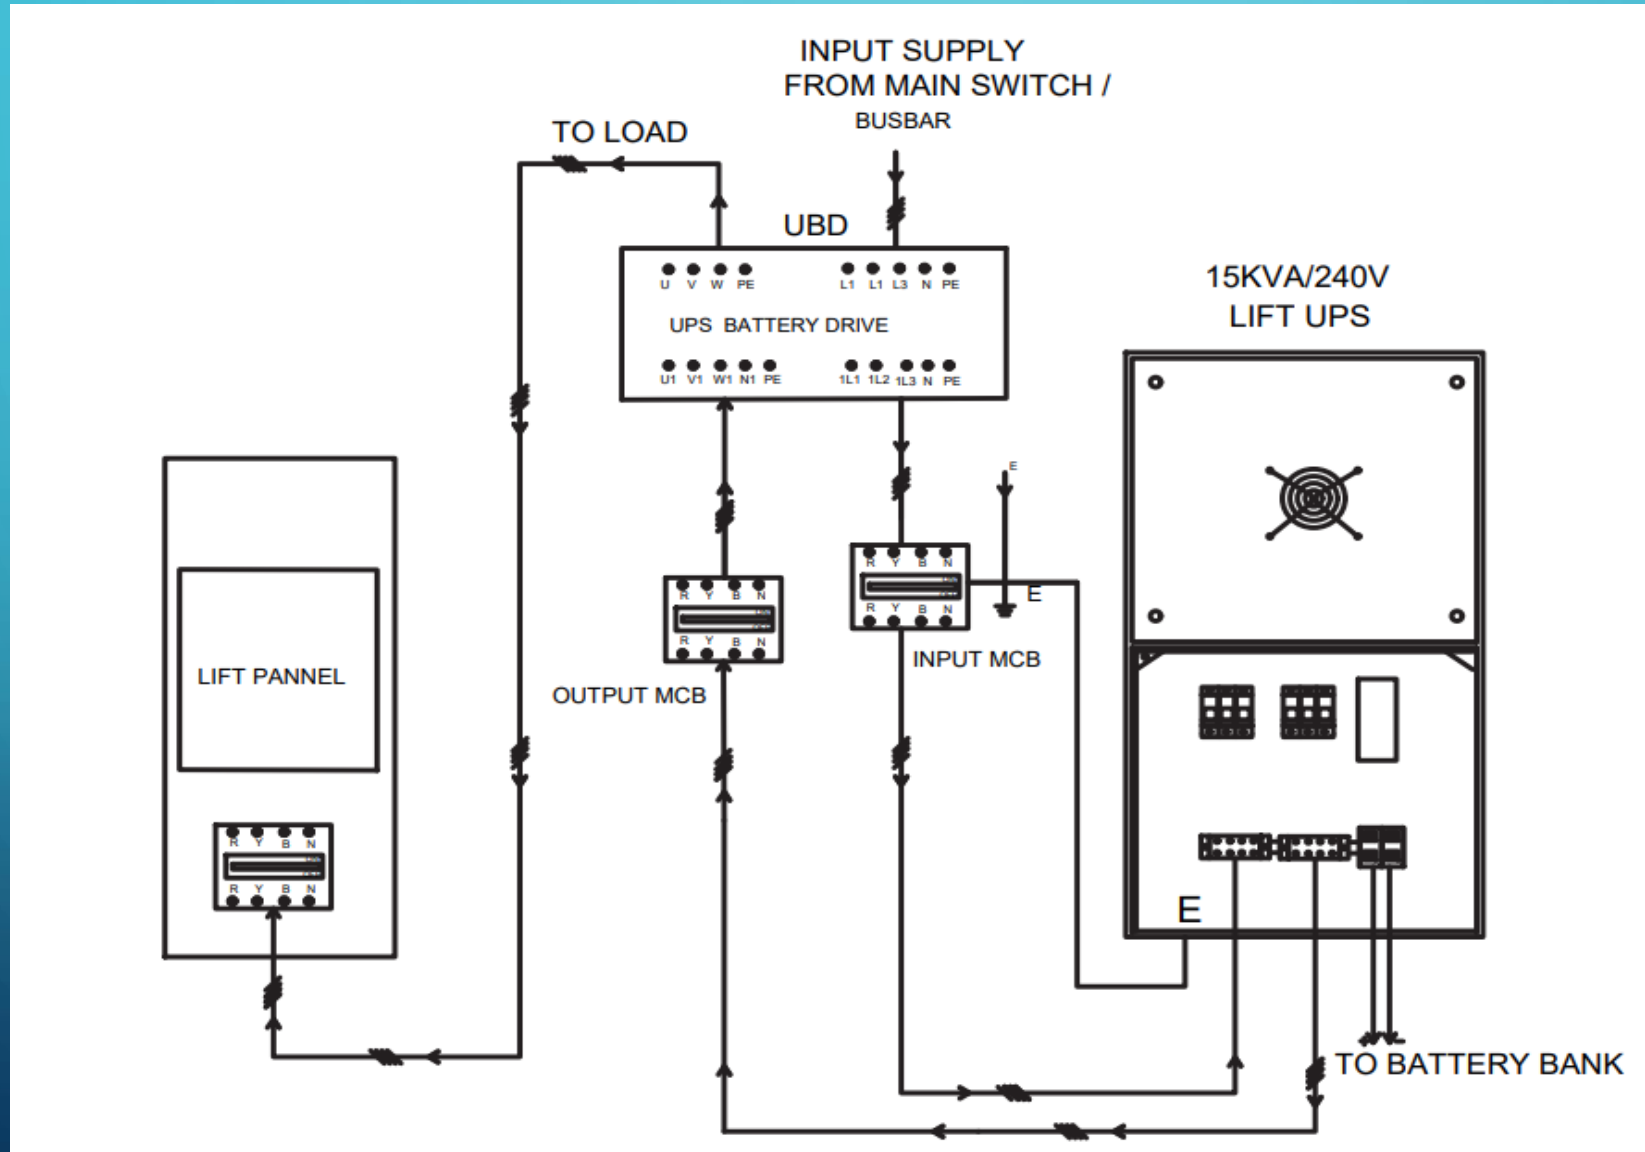 INPUT SUPPLY
FROM MAIN SWITCH /
BUSBAR
TO LOAD
UBD
U V W PE
L1 L1 L3 N PE
UPS BATTERY DRIVE
U1 V1 W1 N1 PE
1L1 1L2 1L3 N PE
15KVA/240V
LIFT UPS
E
R Y B N
R Y B N
E
INPUT MCB
R Y B N
R Y B N
OUTPUT MCB
LIFT PANNEL
R Y B N
R Y B N
E
TO BATTERY BANK